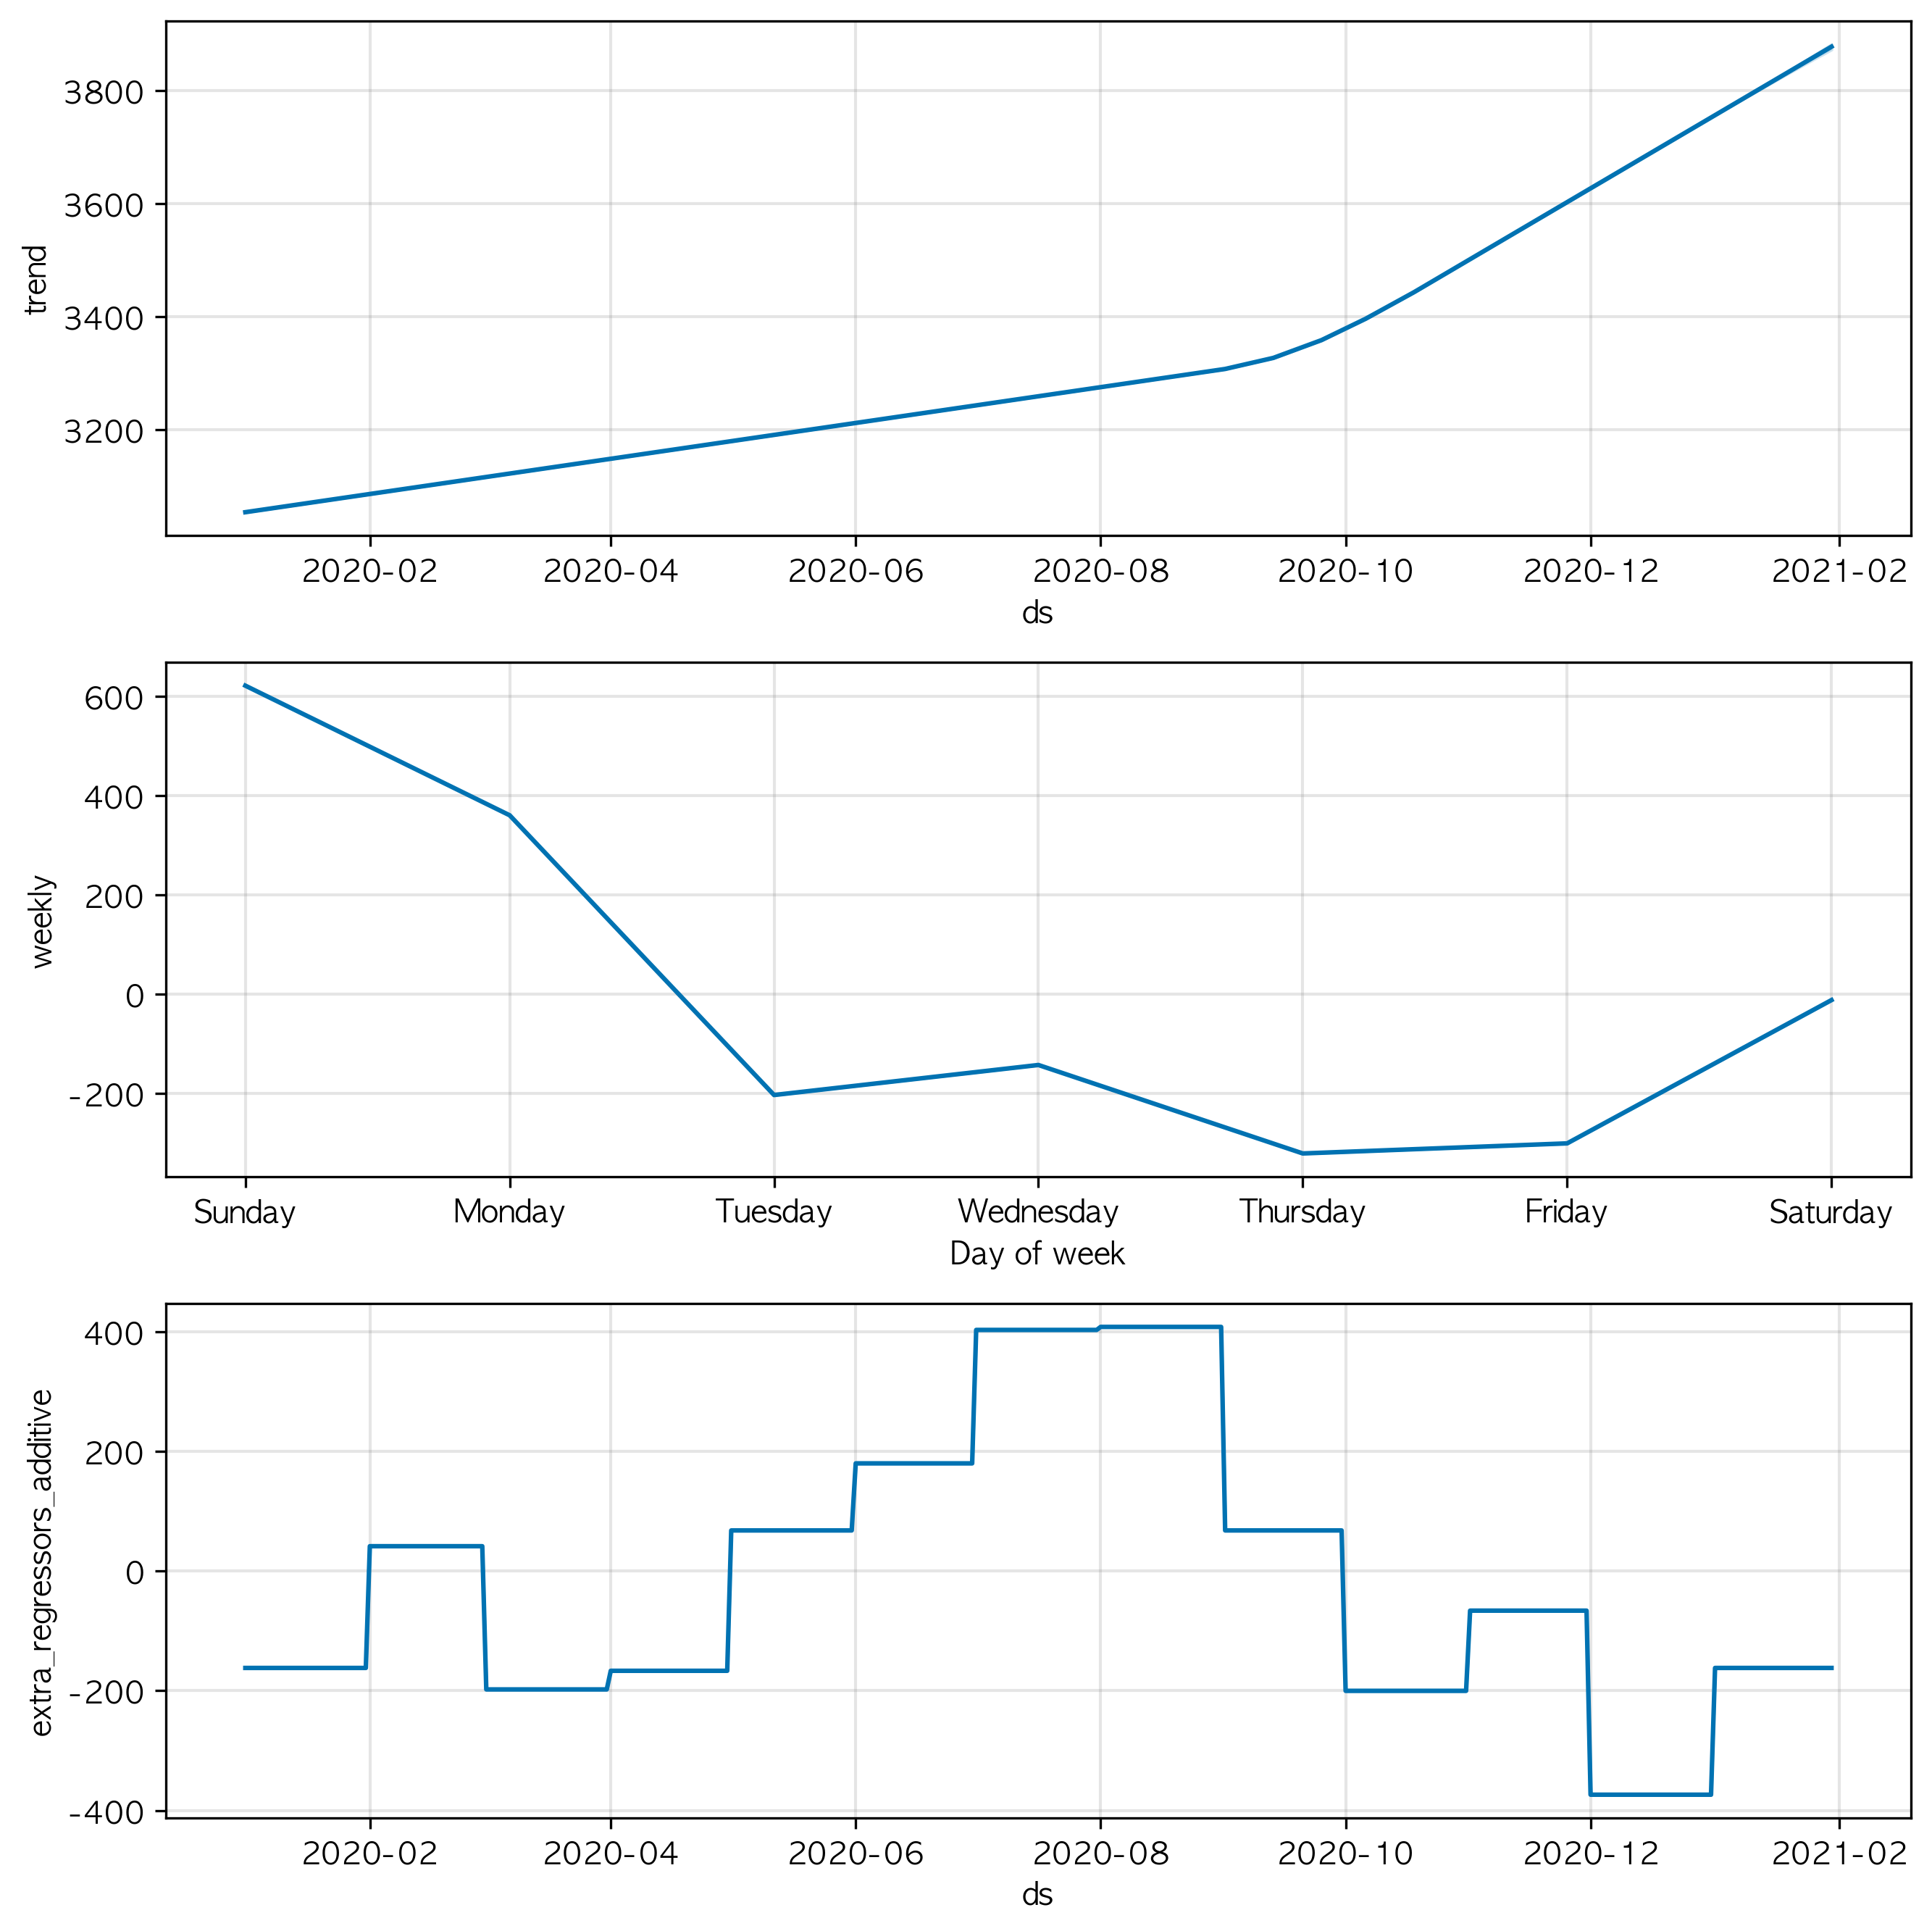 3800
3600
3400
3200
trend
2020-02 2020-04 2020-06 2020-08 2020-10 2020-12 2021-02
ds
600
400
200
0
-200
weekly
Sunday Monday Tuesday Wednesday Thursday Friday Saturday
Day of week
400
200
0
-200
-400
extra_regressors_additive
2020-02 2020-04 2020-06 2020-08 2020-10 2020-12 2021-02
ds